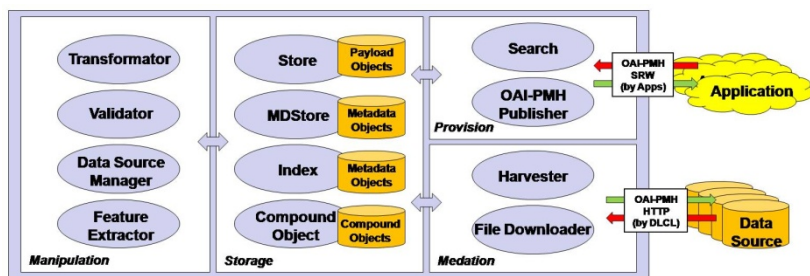 Transformator
Validator
Data Source
Manager
Feature
Extractor
Manipulation
Store
Payload
Objects
MDStore
Metadata
Objects
Index
Metadata
Objects
Compound
Object
Compound
Objects
Storage
Search
OAI-PMH
Publisher
Provision
Harvester
File Downloader
Medation
OAI-PMH
SRW
(by Apps)
Application
OAI-PMH
HTTP
(by DLCL)
Data
Source